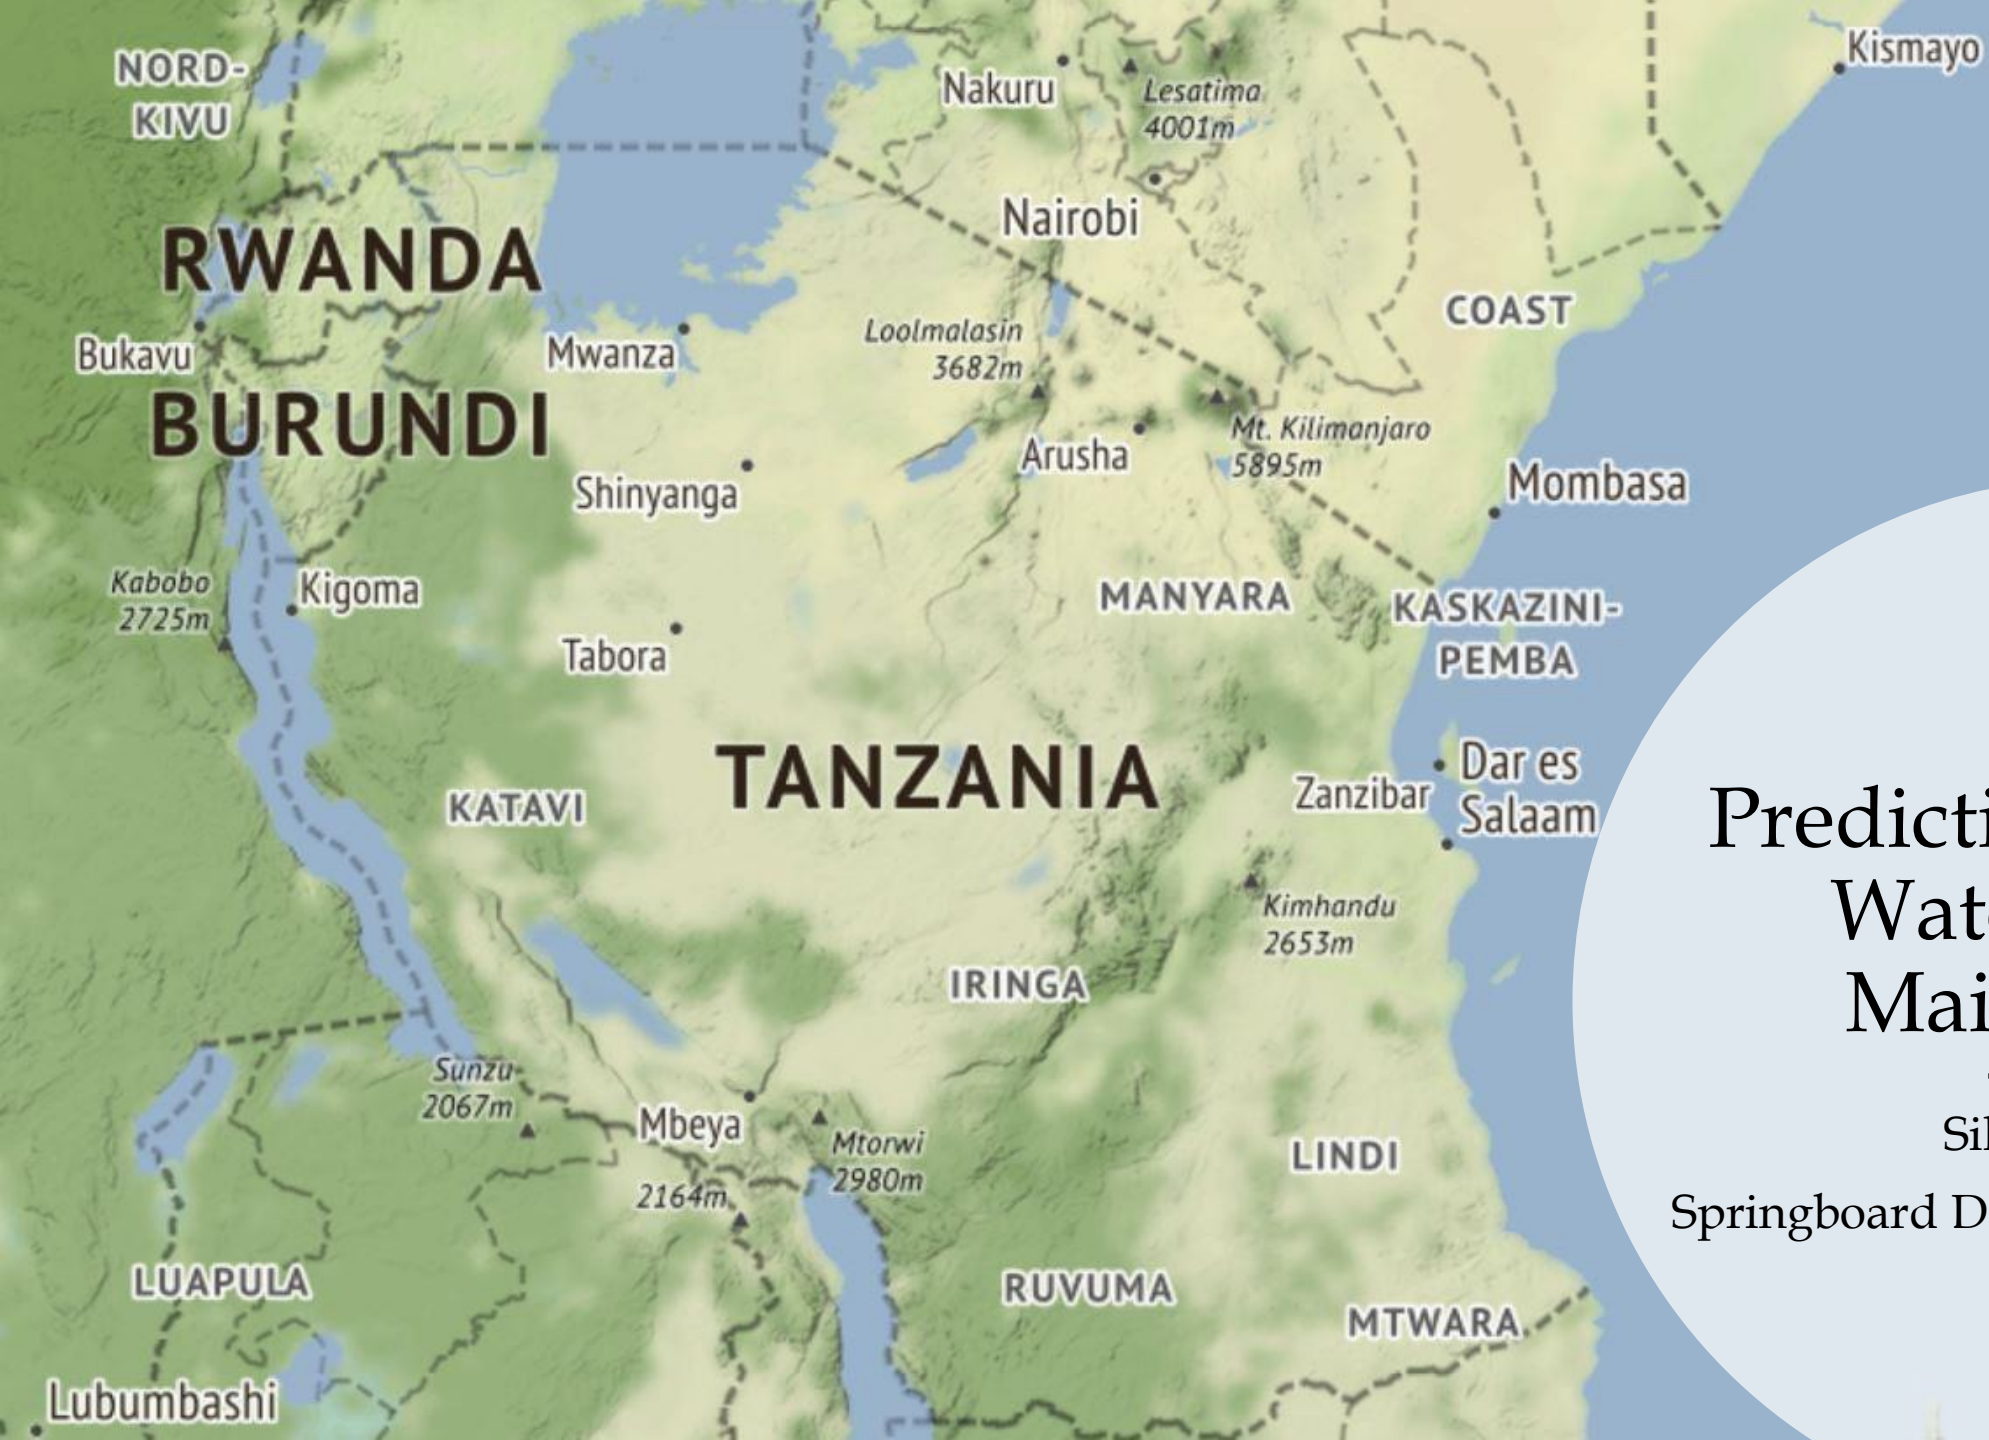 NORD-
KIVU
Nakuru
Lesatima
4001m
Kismayo
Nairobi
RWANDA
COAST
Bukavu
Mwanza
Loolmalasin
3682m
BURUNDI
Arusha
Mt. Kilimanjaro
5895m
Shinyanga
Mombasa
Kabobo
2725m
Kigoma
MANYARA
KASKAZINI-
PEMBA
Tabora
TANZANIA
KATAVI
Zanzibar
Dar es
Salaam
Kimhandu
2653m
IRINGA
Sunzu
2067m
Mbeya
Mtorwi
2980m
2164m
LINDI
LUAPULA
RUVUMA
MTWARA
Lubumbashi
Springboard